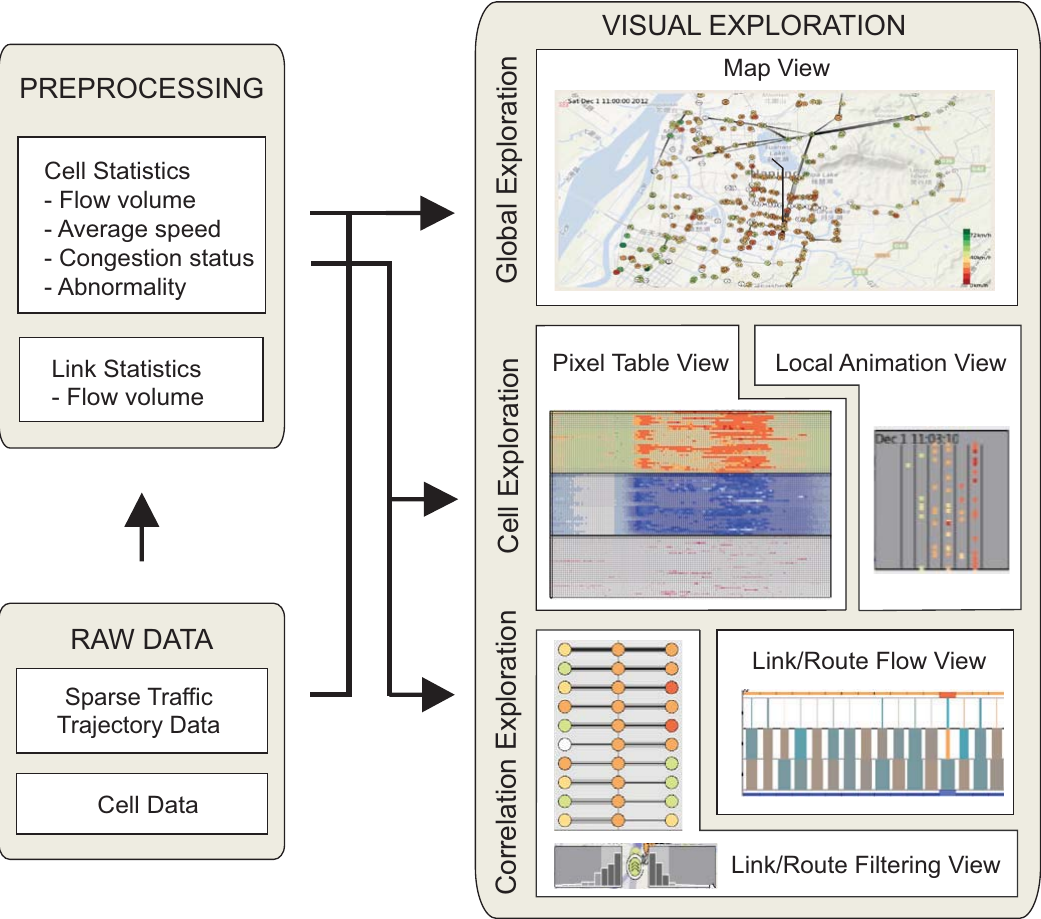 VISUAL EXPLORATION
PREPROCESSING
Cell Statistics
- Flow volume
- Average speed
- Congestion status
- Abnormality
Link Statistics
- Flow volume
RAW DATA
Sparse Traffic
Trajectory Data
Cell Data
Global Exploration
Map View
Sat Dec 1 11:00:00 2012
72km/h
40km/h
0km/h
Cell Exploration
Pixel Table View
Local Animation View
Dec 1 11:03:10
Correlation Exploration
Link/Route Flow View
Link/Route Filtering View